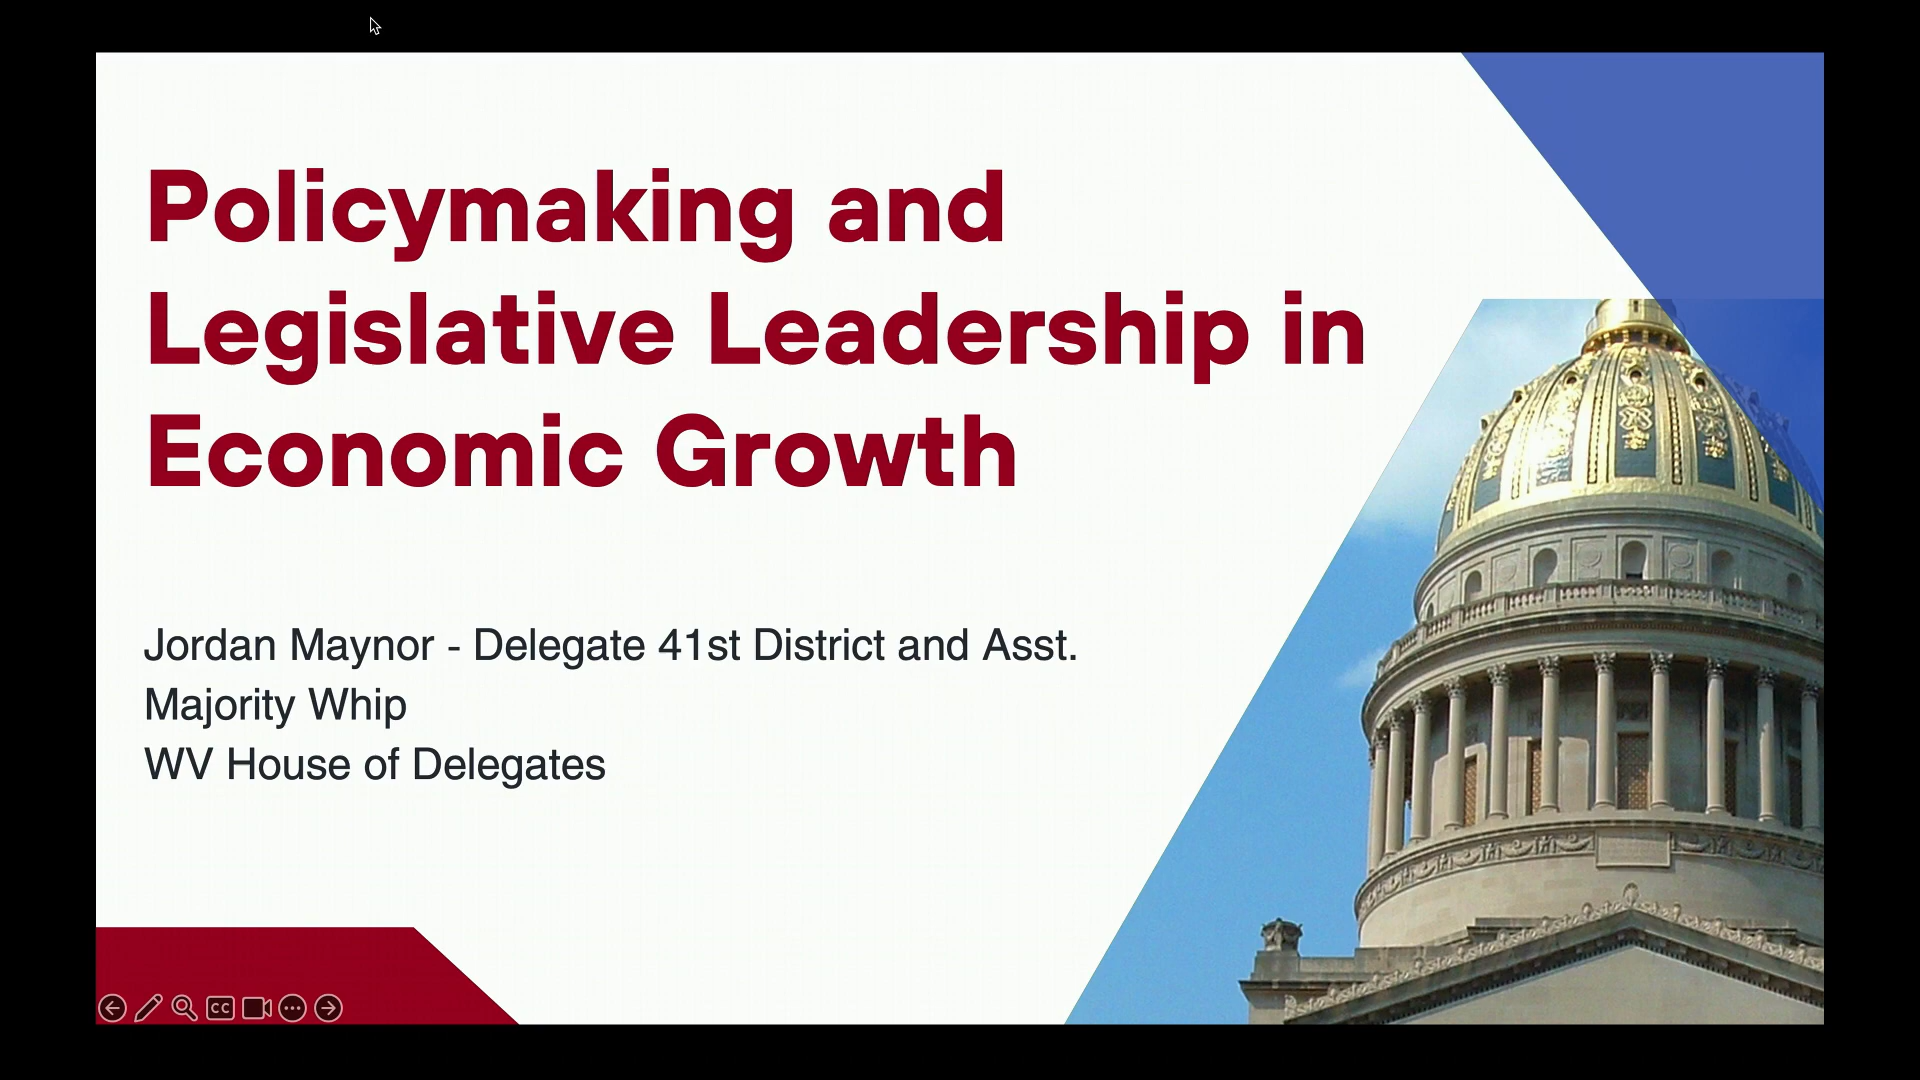 Policymaking and
Legislative Leadership in
Economic Growth
Jordan Maynor - Delegate 41st District and Asst.
Majority Whip
WV House of Delegates
CC